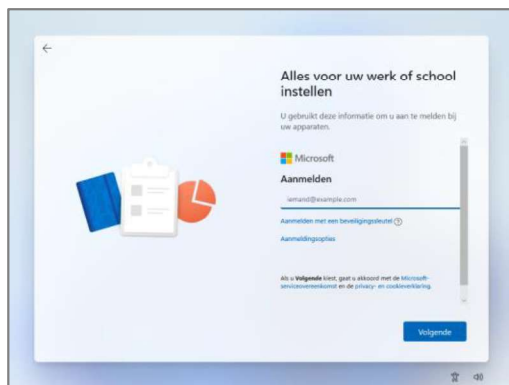 Alles voor uw werk of school
instellen
U gebruikt deze informatie om u aan te melden bij
uw apparaten.
Microsoft
Aanmelden
iemand@example.com
Aanmelden met een beveiligingssleutel
Aanmeldingsopties
Als u Volgende kiest, gaat u akkoord met de Microsoft-
servicesovereenkomst en de privacy- en cookieverklaring.
Volgende